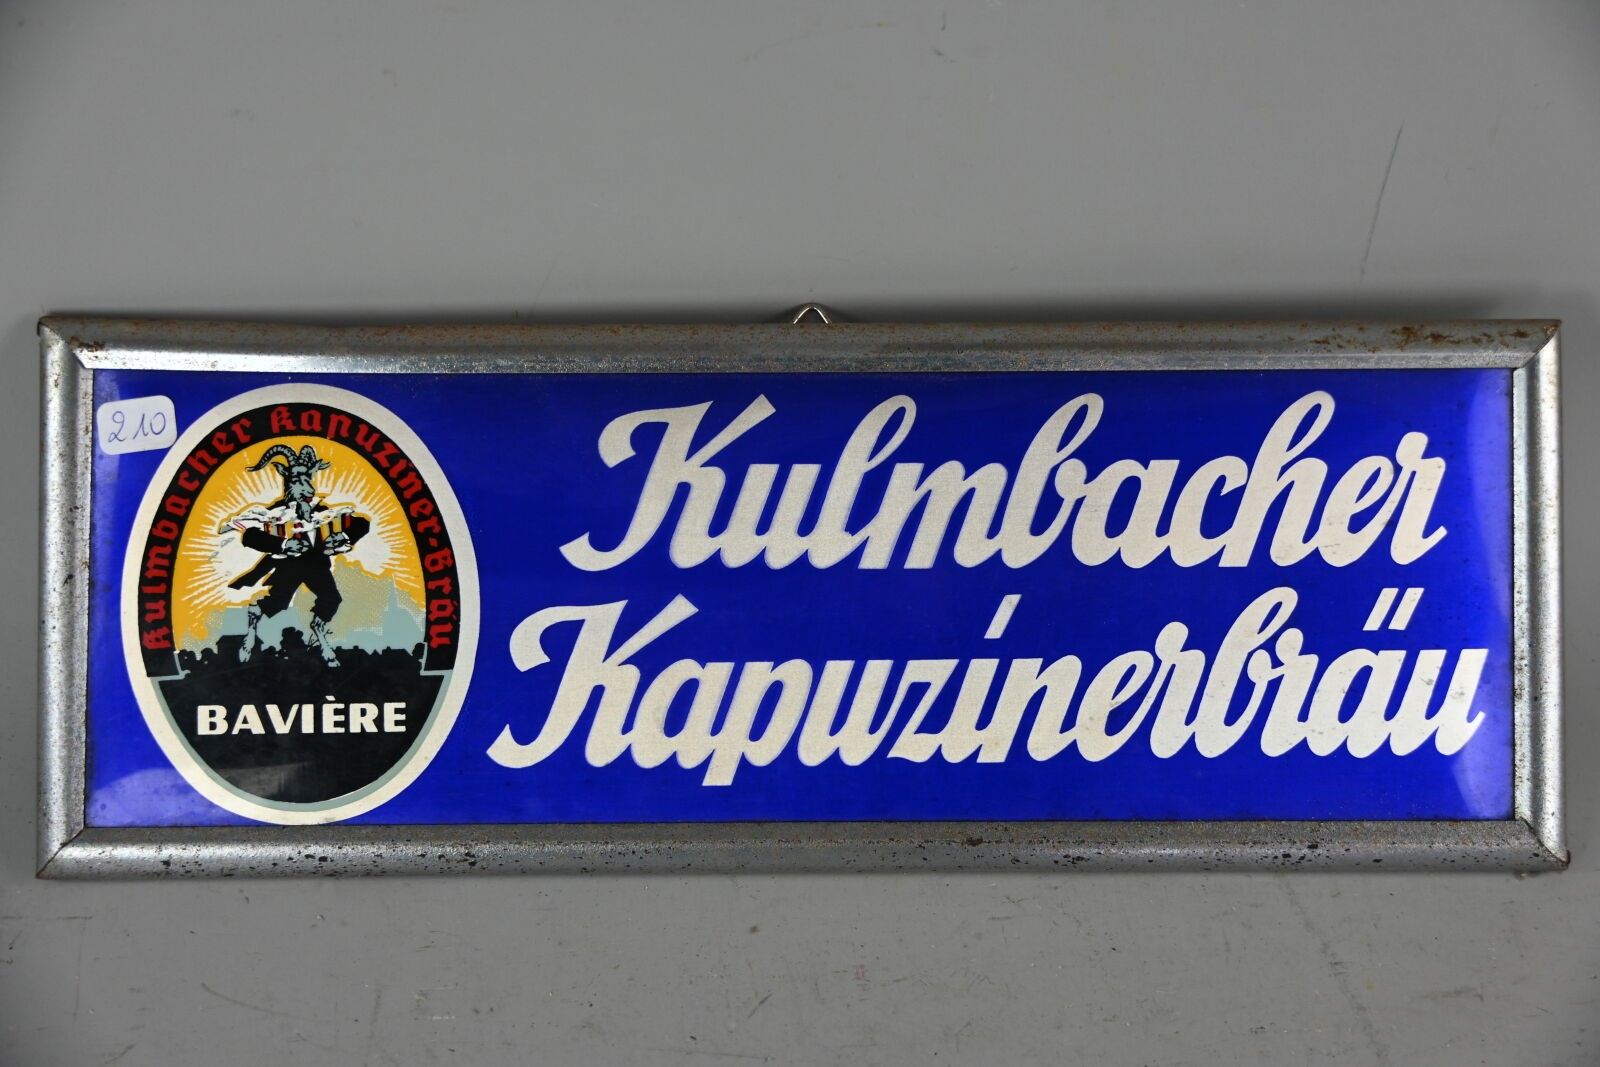 210
Kulmbacher Kapuziner-Bräu
BAVIÈRE
Kulmbacher
Kapuzinerbräu